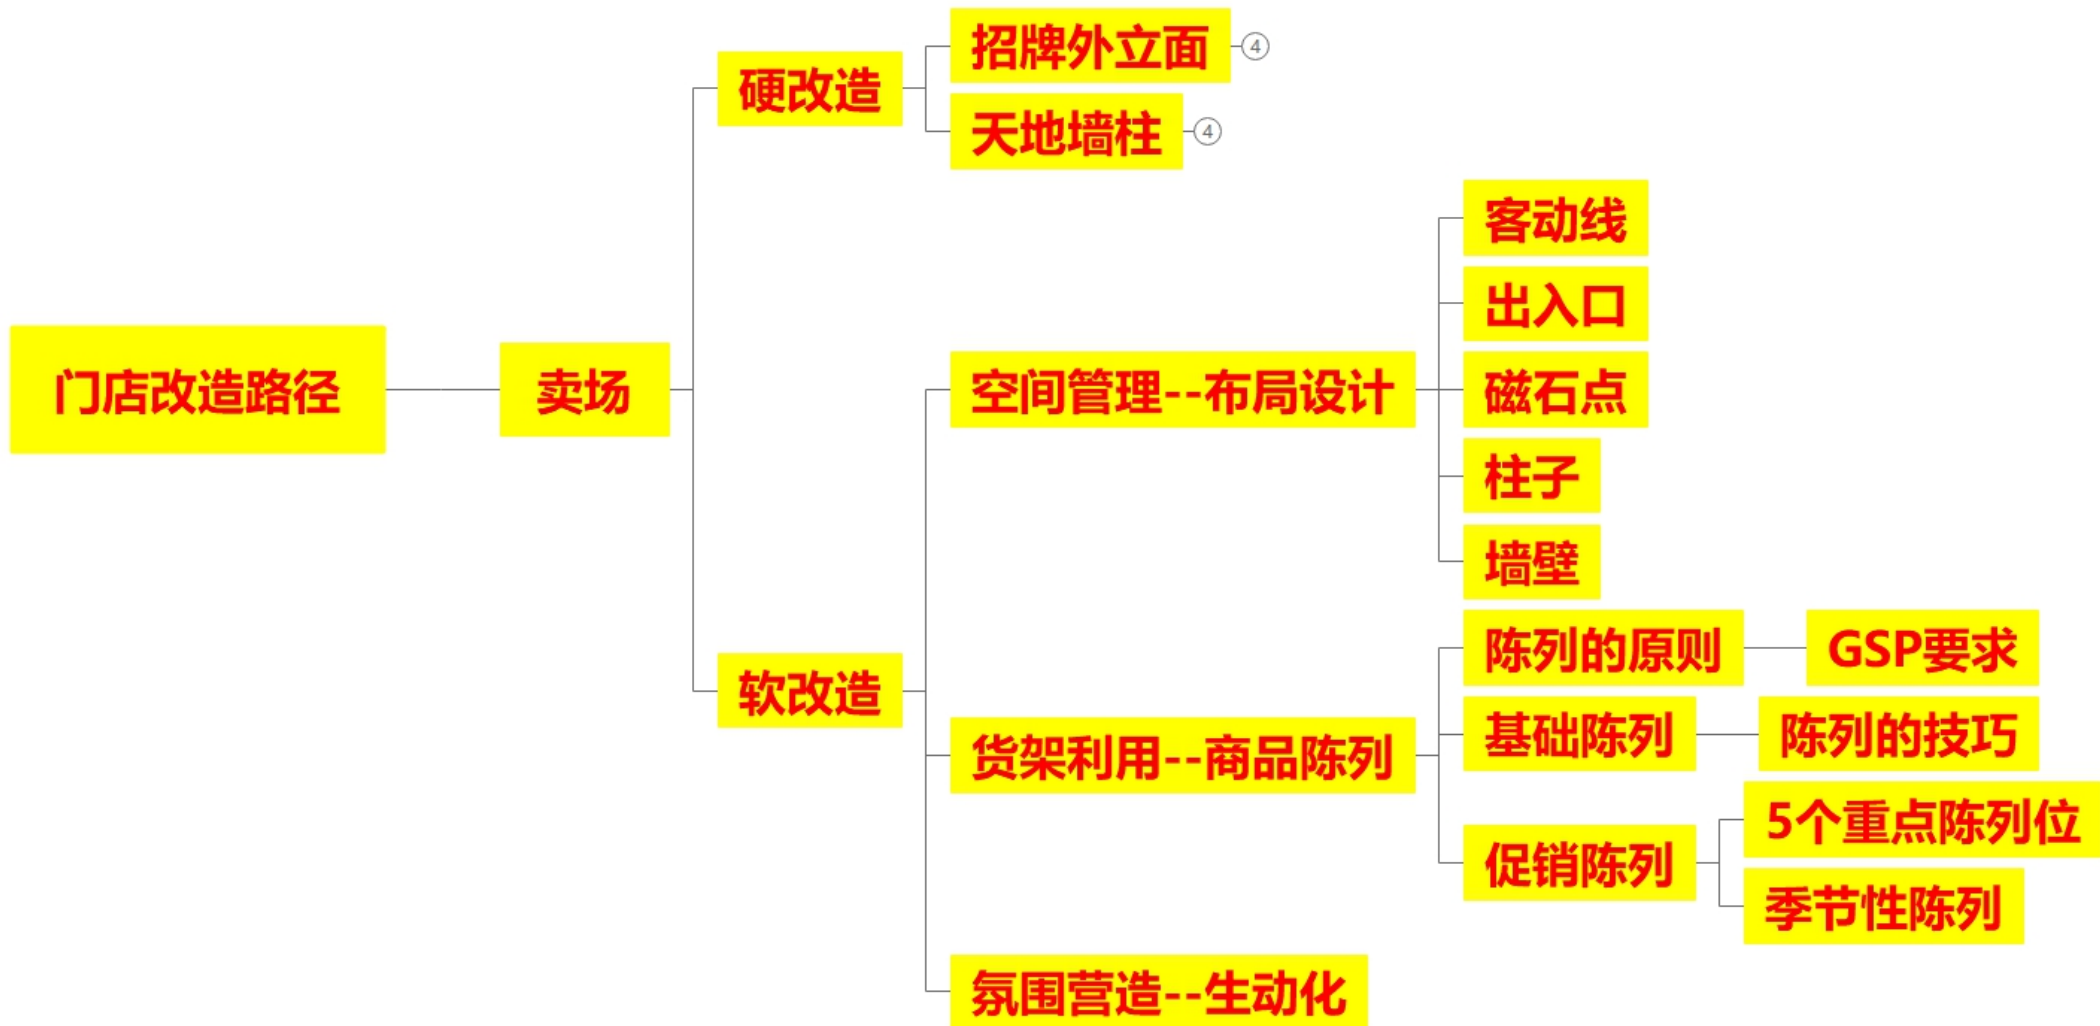 招牌外立面
4
硬改造
天地墙柱
4
客动线
出入口
门店改造路径
卖场
空间管理--布局设计
磁石点
柱子
墙壁
陈列的原则
GSP要求
软改造
基础陈列
陈列的技巧
货架利用--商品陈列
5个重点陈列位
促销陈列
季节性陈列
氛围营造--生动化